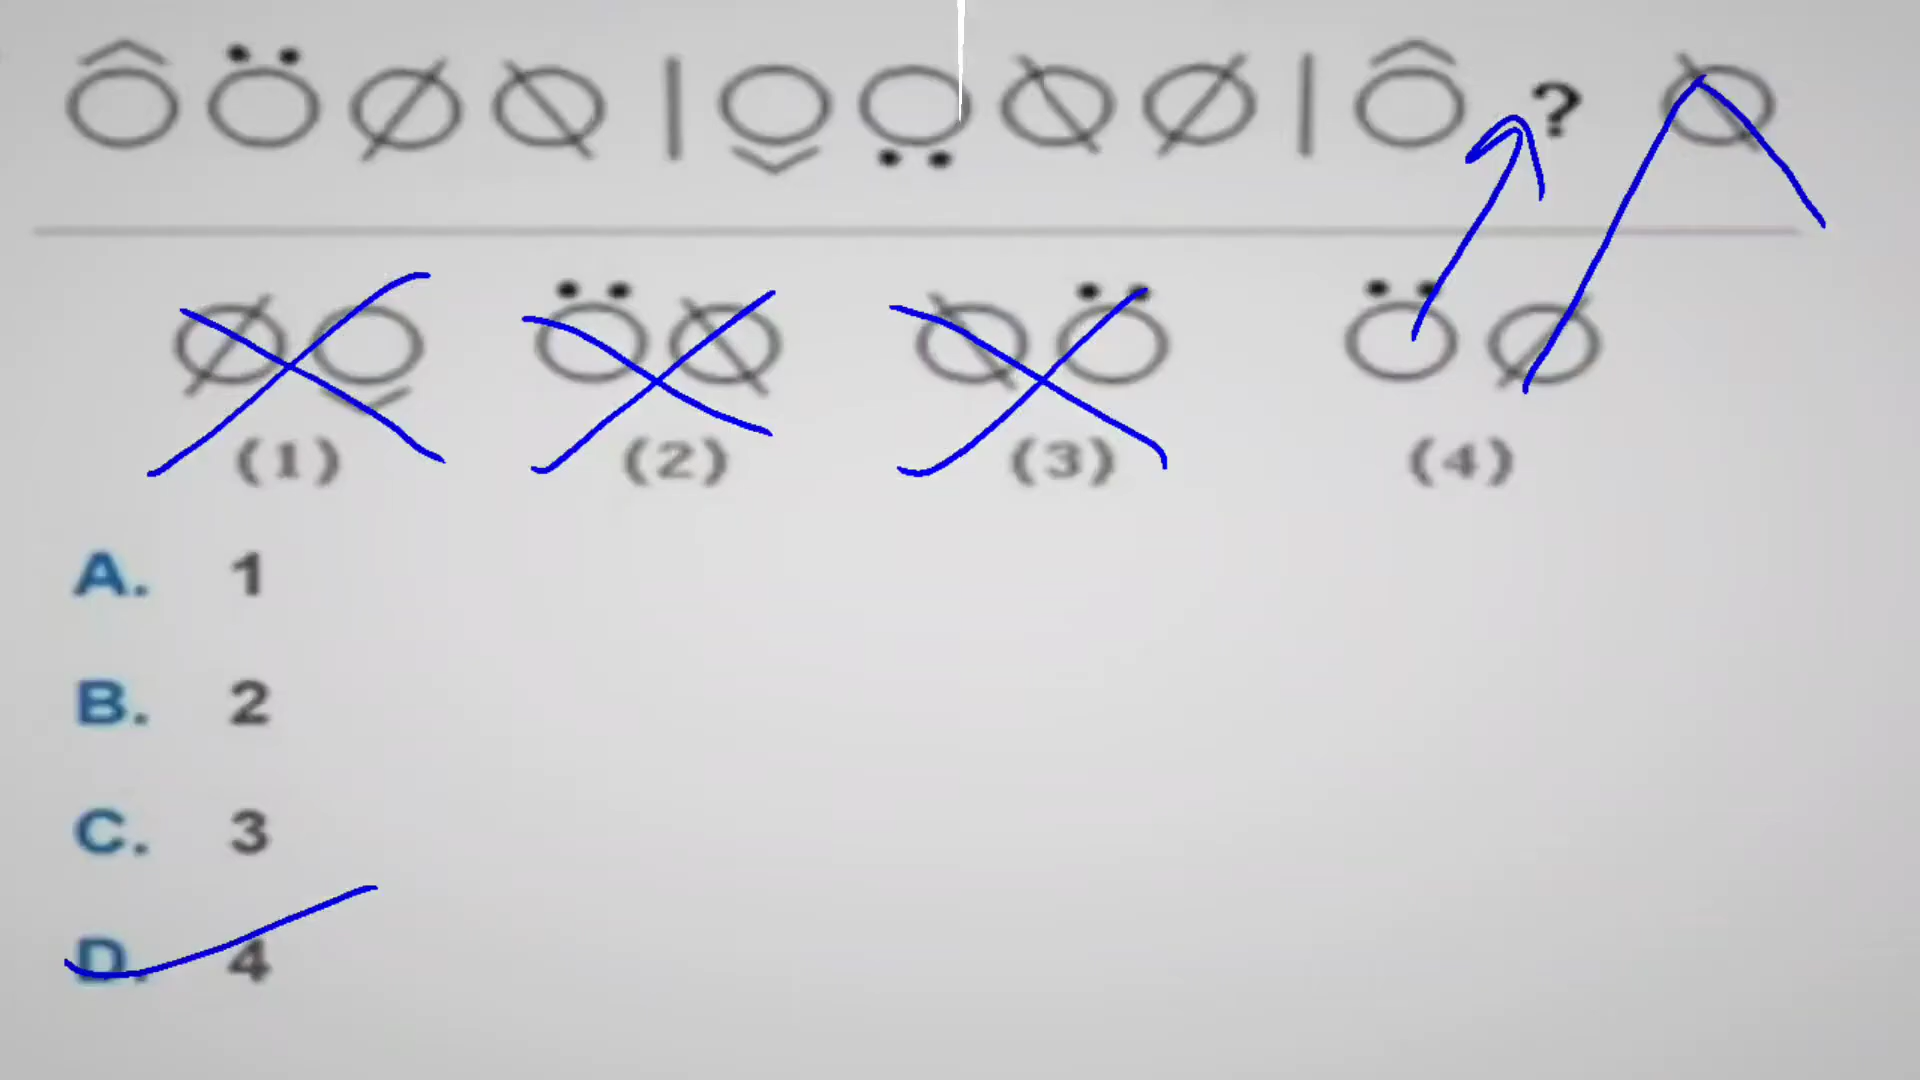 Ô Ö Ø Ø | O O Ø Ø | Ô ? Ø
(1) (2) (3) (4)
A. 1
B. 2
C. 3
D. 4